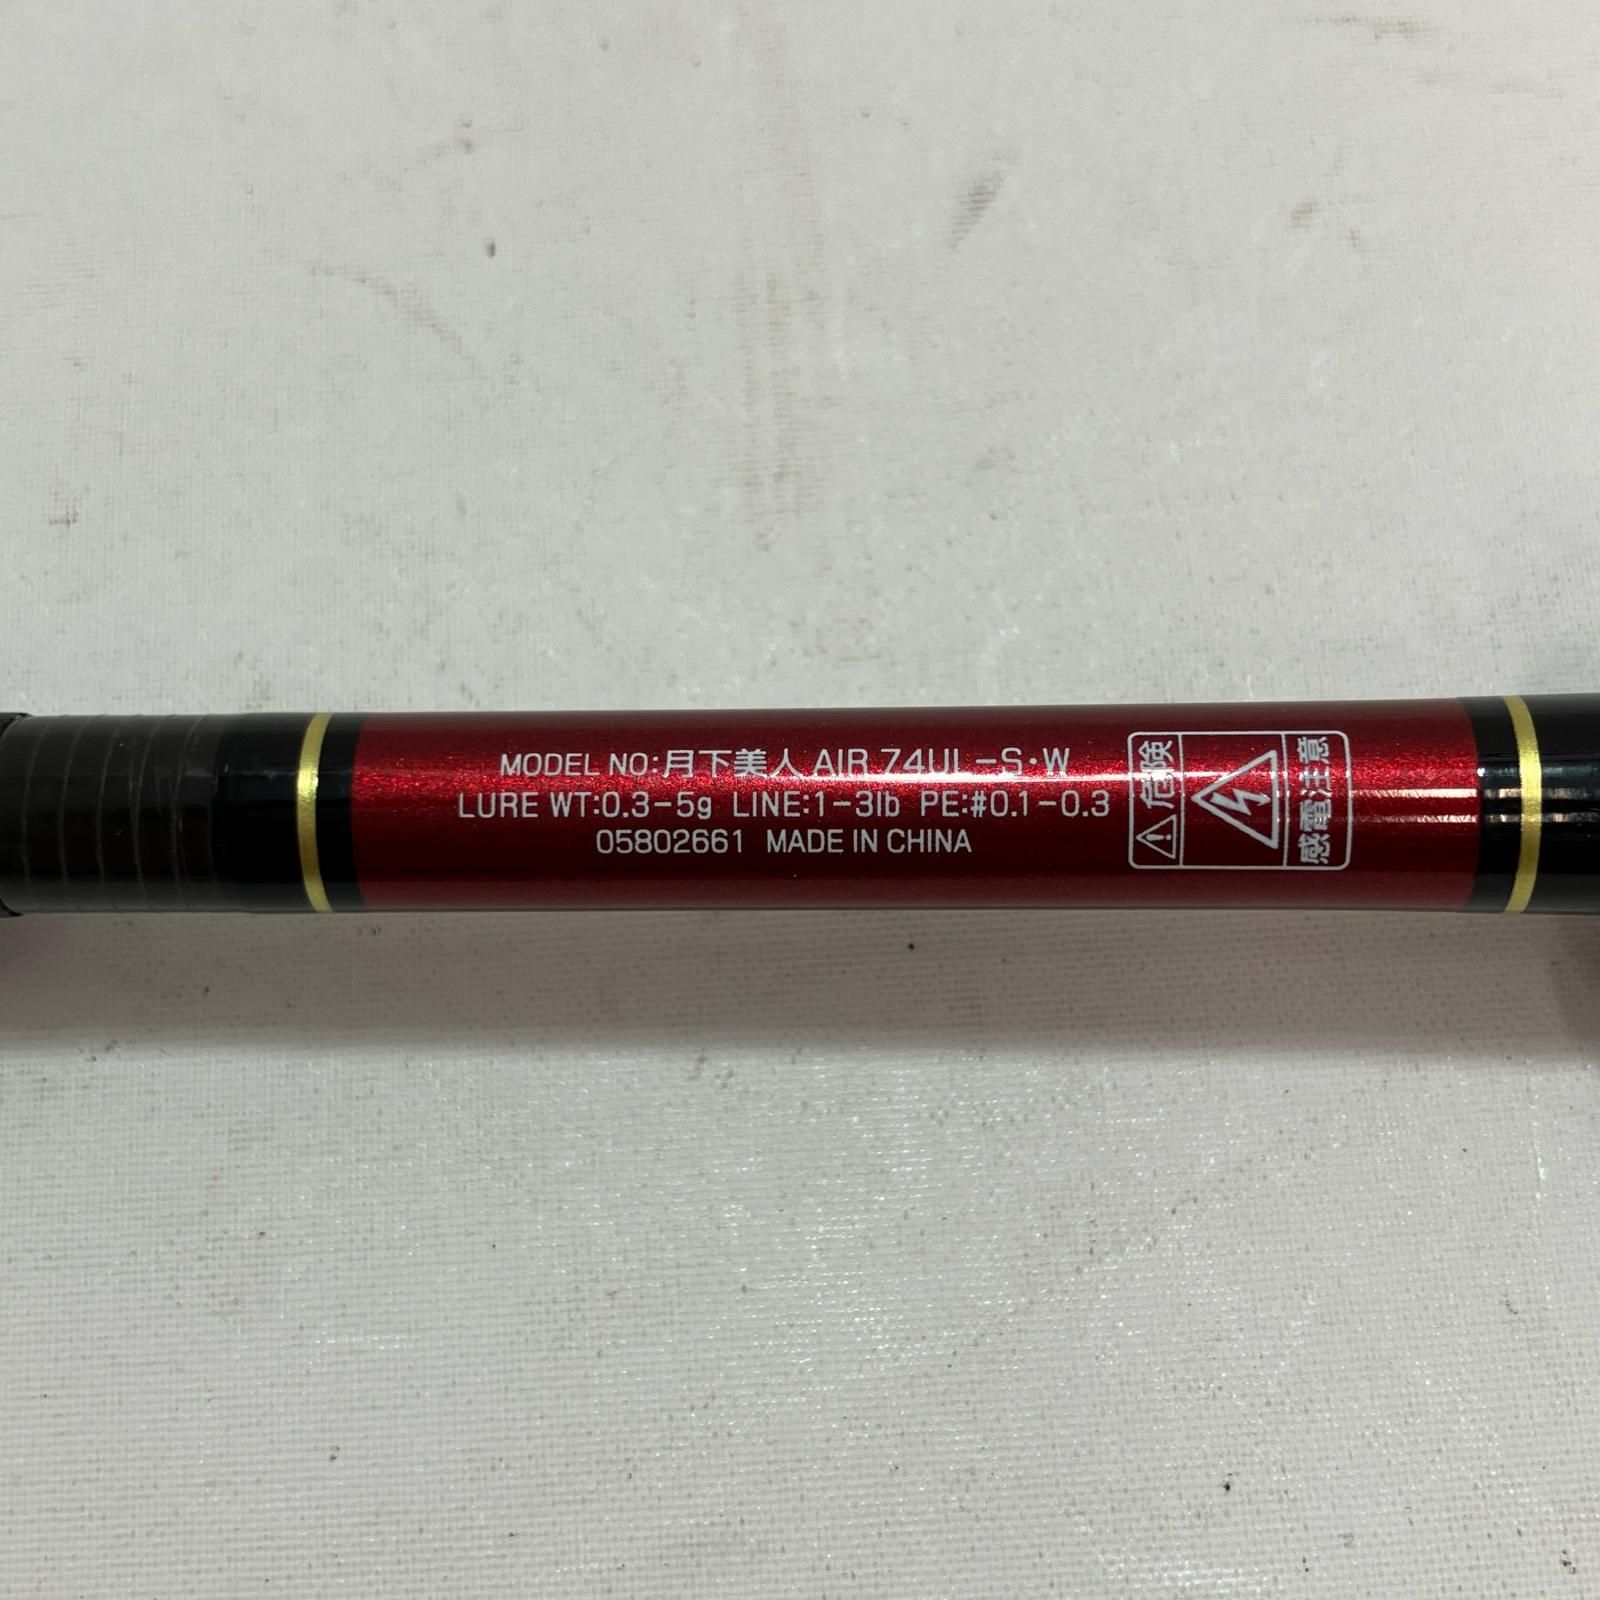 MODEL NO:月下美人 AIR 74UL-S・W
LURE WT:0.3-5g LINE:1-3lb PE:#0.1-0.3
05802661 MADE IN CHINA
危険
感電注意